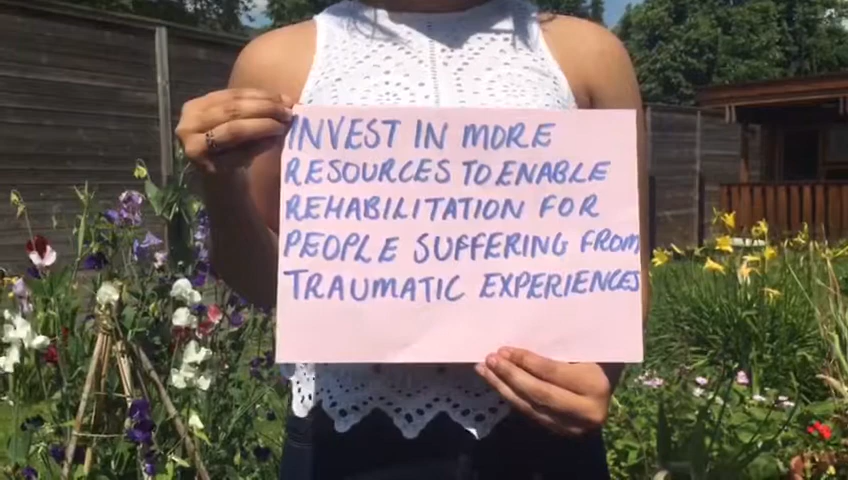 INVEST IN MORE
RESOURCES TO ENABLE
REHABILITATION FOR
PEOPLE SUFFERING FROM
TRAUMATIC EXPERIENCES